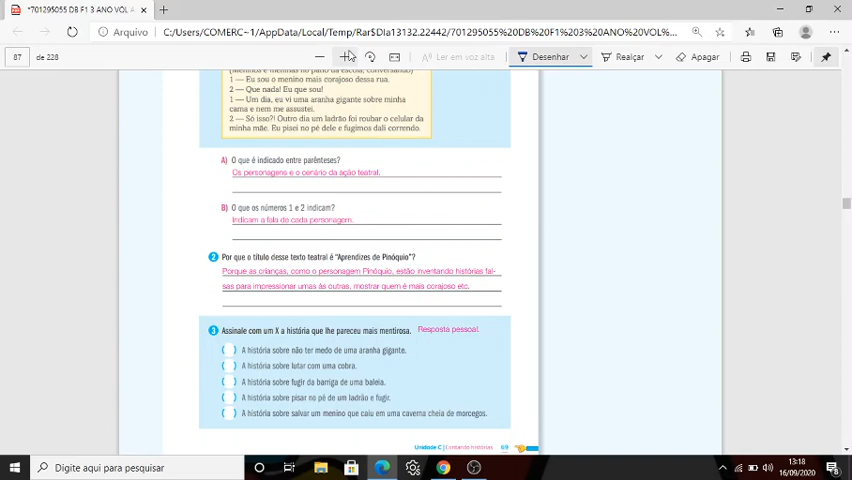 *701295055 DB F1 3 ANO VOL A
Arquivo
C:/Users/COMERC~1/AppData/Local/Temp/Rar$DIa13132.22442/701295055%20DB%20F1%203%20ANO%20VOL%...
87 de 228
Ler em voz alta
Desenhar
Realçar
Apagar
(Meninos e meninas no pátio da escola, conversando)
1 — Eu sou o menino mais corajoso dessa rua.
2 — Que nada! Eu que sou!
1 — Um dia, eu vi uma aranha gigante sobre minha
cama e nem me assustei.
2 — Só isso?! Outro dia um ladrão foi roubar o celular da
minha mãe. Eu pisei no pé dele e fugimos dali correndo.
A) O que é indicado entre parênteses?
Os personagens e o cenário da ação teatral.
B) O que os números 1 e 2 indicam?
Indicam a fala de cada personagem.
2 Por que o título desse texto teatral é “Aprendizes de Pinóquio”?
Porque as crianças, como o personagem Pinóquio, estão inventando histórias fal-
sas para impressionar umas às outras, mostrar quem é mais corajoso etc.
3 Assinale com um X a história que lhe pareceu mais mentirosa. Resposta pessoal.
( ) A história sobre não ter medo de uma aranha gigante.
( ) A história sobre lutar com uma cobra.
( ) A história sobre fugir da barriga de uma baleia.
( ) A história sobre pisar no pé de um ladrão e fugir.
( ) A história sobre salvar um menino que caiu em uma caverna cheia de morcegos.
Unidade C | Contando histórias 69
Digite aqui para pesquisar
13:18
16/09/2020